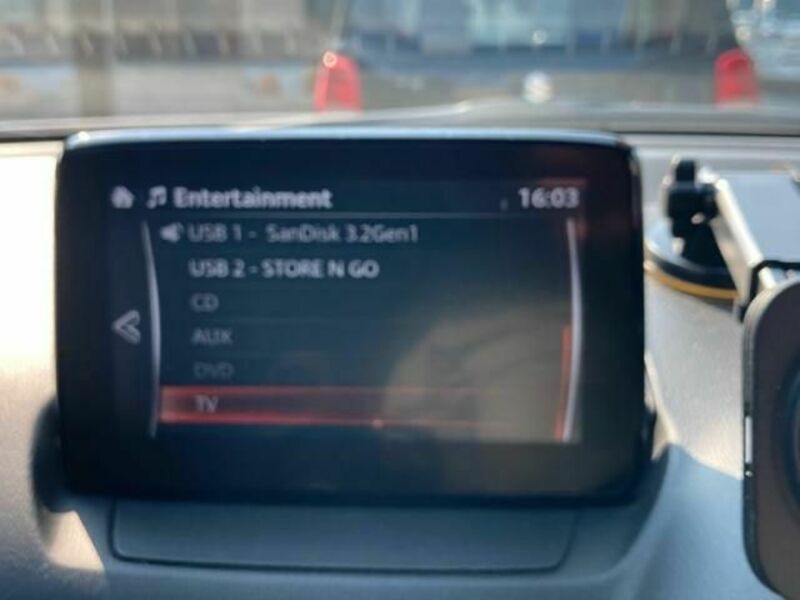 Entertainment 16:03
USB 1 - SanDisk 3.2Gen1
USB 2 - STORE N GO
CD
AUX
DVD
TV